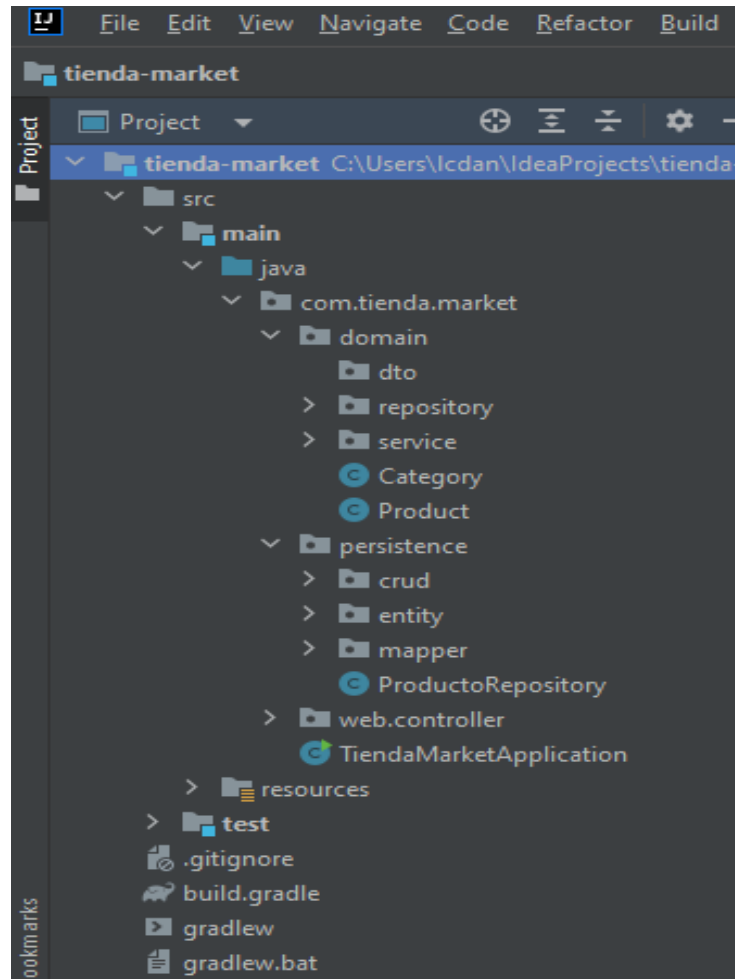 IJ File Edit View Navigate Code Refactor Build
tienda-market
Project
Project
tienda-market C:\Users\lcdan\IdeaProjects\tienda-
src
main
java
com.tienda.market
domain
dto
repository
service
Category
Product
persistence
crud
entity
mapper
ProductoRepository
web.controller
TiendaMarketApplication
resources
test
.gitignore
build.gradle
gradlew
gradlew.bat
ookmarks